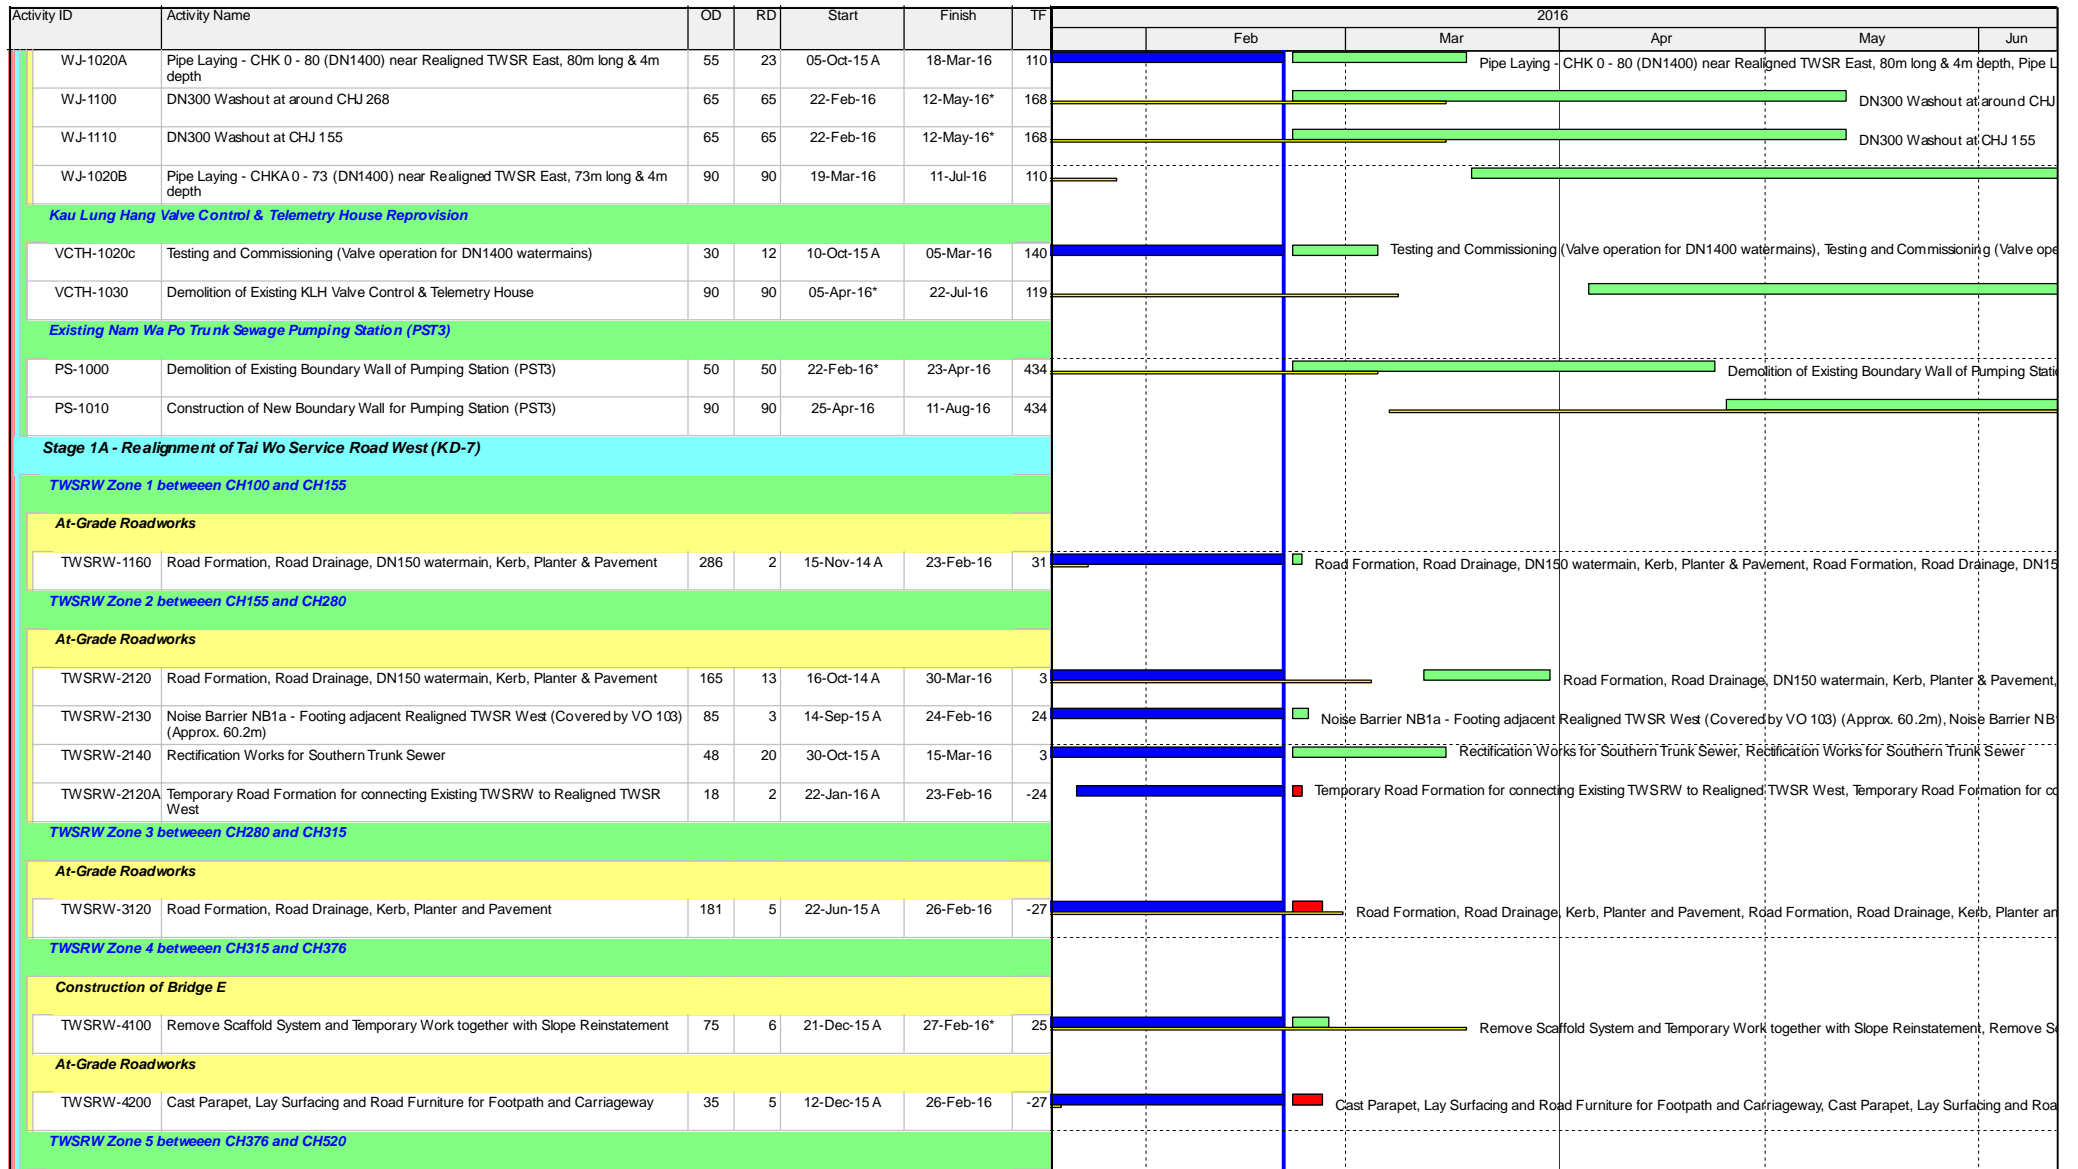 Activity ID Activity Name OD RD Start Finish TF 2016
Feb Mar Apr May Jun
WJ-1020A Pipe Laying - CHK 0 - 80 (DN1400) near Realigned TWSR East, 80m long & 4m 55 23 05-Oct-15 A 18-Mar-16 110 Pipe Laying - CHK 0 - 80 (DN1400) near Realigned TWSR East, 80m long & 4m depth, Pipe L
depth
WJ-1100 DN300 Washout at around CHJ 268 65 65 22-Feb-16 12-May-16* 168 DN300 Washout at around CHJ
WJ-1110 DN300 Washout at CHJ 155 65 65 22-Feb-16 12-May-16* 168 DN300 Washout at CHJ 155
WJ-1020B Pipe Laying - CHKA 0 - 73 (DN1400) near Realigned TWSR East, 73m long & 4m 90 90 19-Mar-16 11-Jul-16 110
depth
Kau Lung Hang Valve Control & Telemetry House Reprovision
VCTH-1020c Testing and Commissioning (Valve operation for DN1400 watermains) 30 12 10-Oct-15 A 05-Mar-16 140 Testing and Commissioning (Valve operation for DN1400 watermains), Testing and Commissioning (Valve ope
VCTH-1030 Demolition of Existing KLH Valve Control & Telemetry House 90 90 05-Apr-16* 22-Jul-16 119
Existing Nam Wa Po Trunk Sewage Pumping Station (PST3)
PS-1000 Demolition of Existing Boundary Wall of Pumping Station (PST3) 50 50 22-Feb-16* 23-Apr-16 434 Demolition of Existing Boundary Wall of Pumping Stati
PS-1010 Construction of New Boundary Wall for Pumping Station (PST3) 90 90 25-Apr-16 11-Aug-16 434
Stage 1A - Realignment of Tai Wo Service Road West (KD-7)
TWSRW Zone 1 betweeen CH100 and CH155
At-Grade Roadworks
TWSRW-1160 Road Formation, Road Drainage, DN150 watermain, Kerb, Planter & Pavement 286 2 15-Nov-14 A 23-Feb-16 31 Road Formation, Road Drainage, DN150 watermain, Kerb, Planter & Pavement, Road Formation, Road Drainage, DN15
TWSRW Zone 2 betweeen CH155 and CH280
At-Grade Roadworks
TWSRW-2120 Road Formation, Road Drainage, DN150 watermain, Kerb, Planter & Pavement 165 13 16-Oct-14 A 30-Mar-16 3 Road Formation, Road Drainage, DN150 watermain, Kerb, Planter & Pavement,
TWSRW-2130 Noise Barrier NB1a - Footing adjacent Realigned TWSR West (Covered by VO 103) 85 3 14-Sep-15 A 24-Feb-16 24 Noise Barrier NB1a - Footing adjacent Realigned TWSR West (Covered by VO 103) (Approx. 60.2m), Noise Barrier NB
(Approx. 60.2m)
TWSRW-2140 Rectification Works for Southern Trunk Sewer 48 20 30-Oct-15 A 15-Mar-16 3 Rectification Works for Southern Trunk Sewer, Rectification Works for Southern Trunk Sewer
TWSRW-2120A Temporary Road Formation for connecting Existing TWSRW to Realigned TWSR 18 2 22-Jan-16 A 23-Feb-16 -24 Temporary Road Formation for connecting Existing TWSRW to Realigned TWSR West, Temporary Road Formation for co
West
TWSRW Zone 3 betweeen CH280 and CH315
At-Grade Roadworks
TWSRW-3120 Road Formation, Road Drainage, Kerb, Planter and Pavement 181 5 22-Jun-15 A 26-Feb-16 -27 Road Formation, Road Drainage, Kerb, Planter and Pavement, Road Formation, Road Drainage, Kerb, Planter an
TWSRW Zone 4 betweeen CH315 and CH376
Construction of Bridge E
TWSRW-4100 Remove Scaffold System and Temporary Work together with Slope Reinstatement 75 6 21-Dec-15 A 27-Feb-16* 25 Remove Scaffold System and Temporary Work together with Slope Reinstatement, Remove Sc
At-Grade Roadworks
TWSRW-4200 Cast Parapet, Lay Surfacing and Road Furniture for Footpath and Carriageway 35 5 12-Dec-15 A 26-Feb-16 -27 Cast Parapet, Lay Surfacing and Road Furniture for Footpath and Carriageway, Cast Parapet, Lay Surfacing and Roa
TWSRW Zone 5 betweeen CH376 and CH520